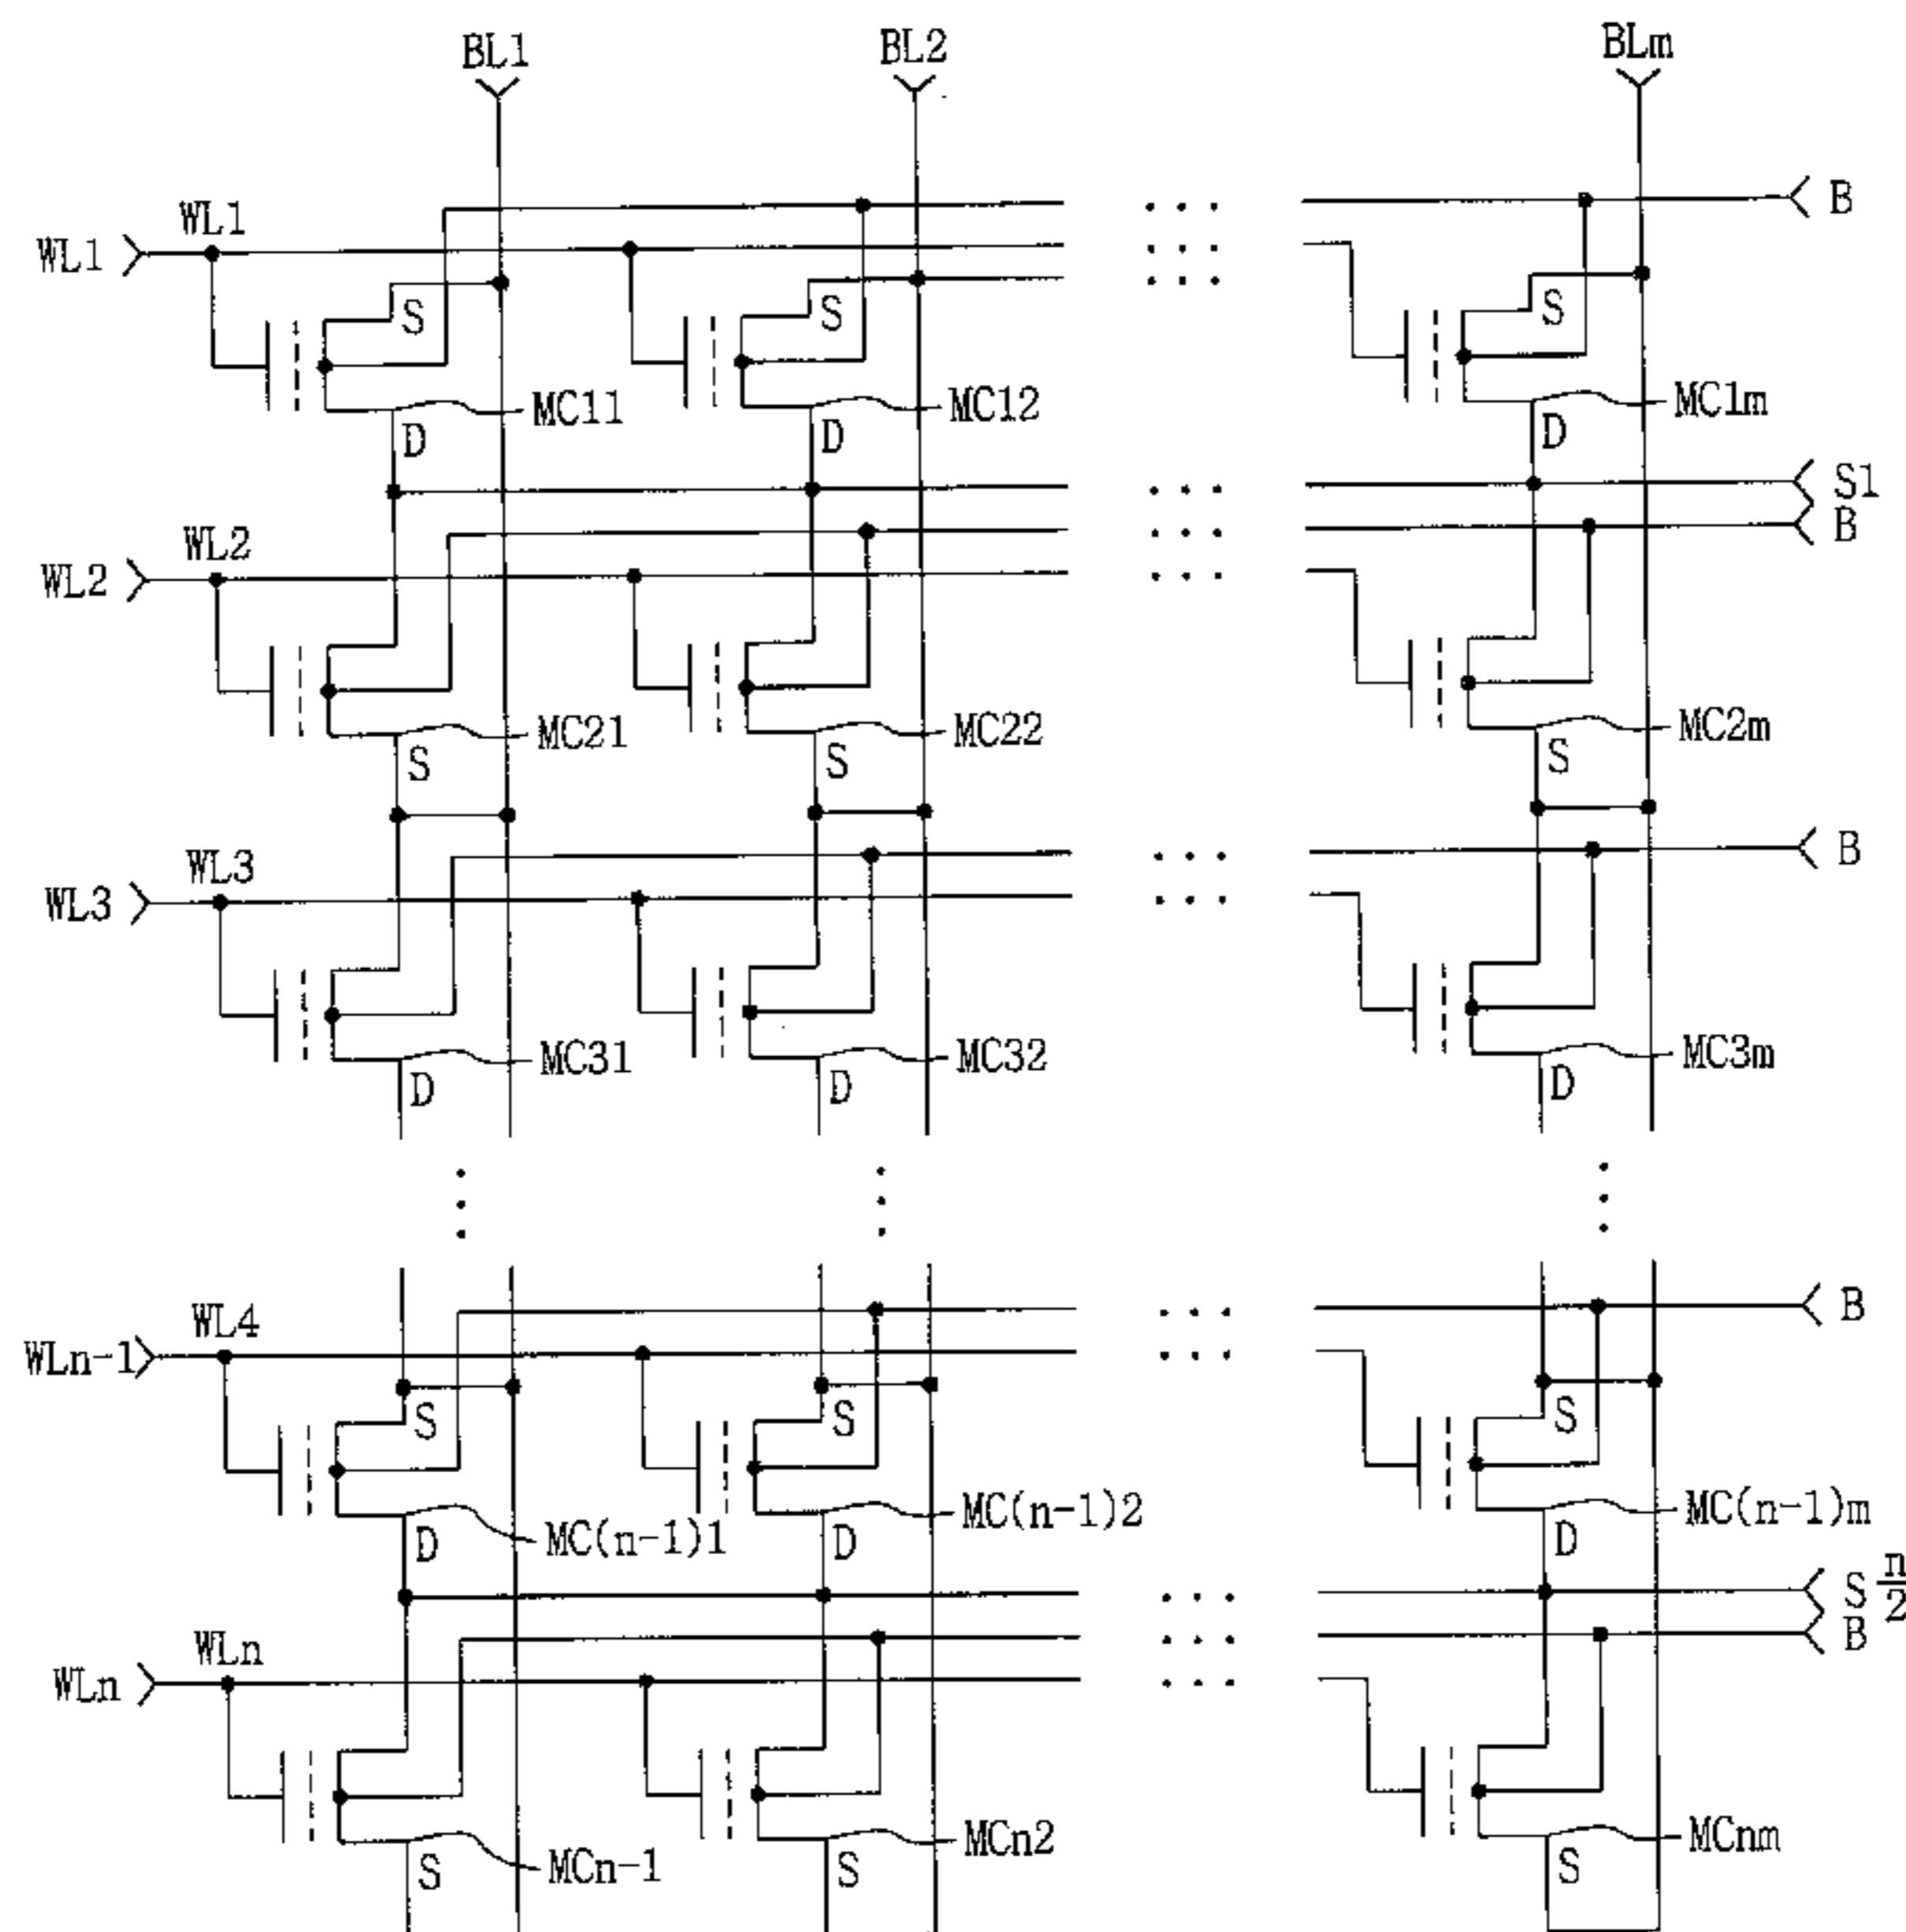 BL1 BL2 BLm
WL1 B
WL1
S S S
MC11 MC12 MC1m
D D D
S1
WL2 B
WL2
MC21 MC22 MC2m
S S S
WL3 B
WL3
MC31 MC32 MC3m
D D D
WL4 B
WLn-1
S S S
MC(n-1)1 MC(n-1)2 MC(n-1)m
D D D
S n/2
WLn B
WLn
MCn-1 MCn2 MCnm
S S S